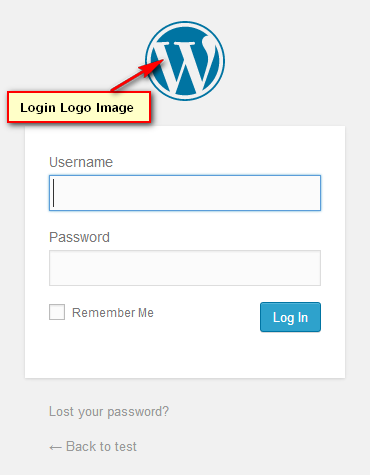 Login Logo Image
Username
Password
Remember Me
Log In
Lost your password?
← Back to test